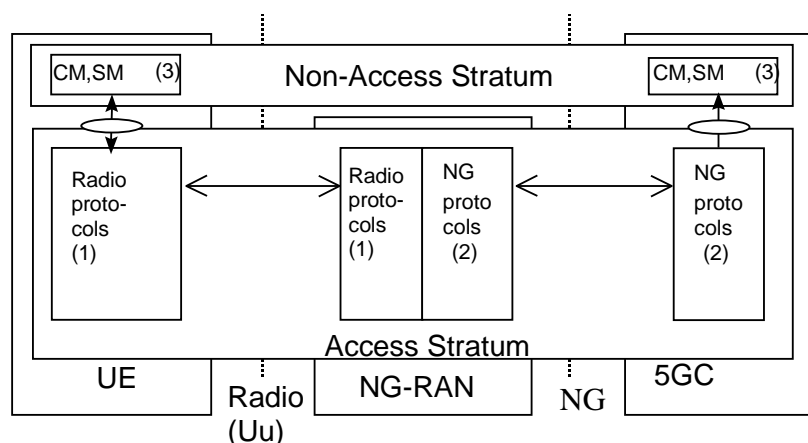 CM,SM (3)
Non-Access Stratum
CM,SM (3)
Radio
proto-
cols
(1)
Radio
proto-
cols
(1)
NG
proto
cols
(2)
NG
proto
cols
(2)
Access Stratum
UE
Radio
(Uu)
NG-RAN
NG
5GC